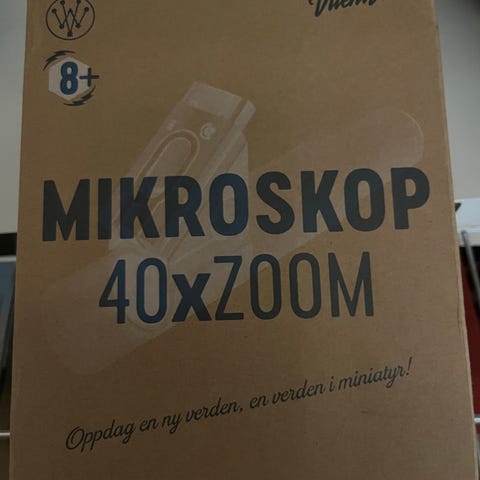 8+
MIKROSKOP
40xZOOM
Oppdag en ny verden, en verden i miniatyr!